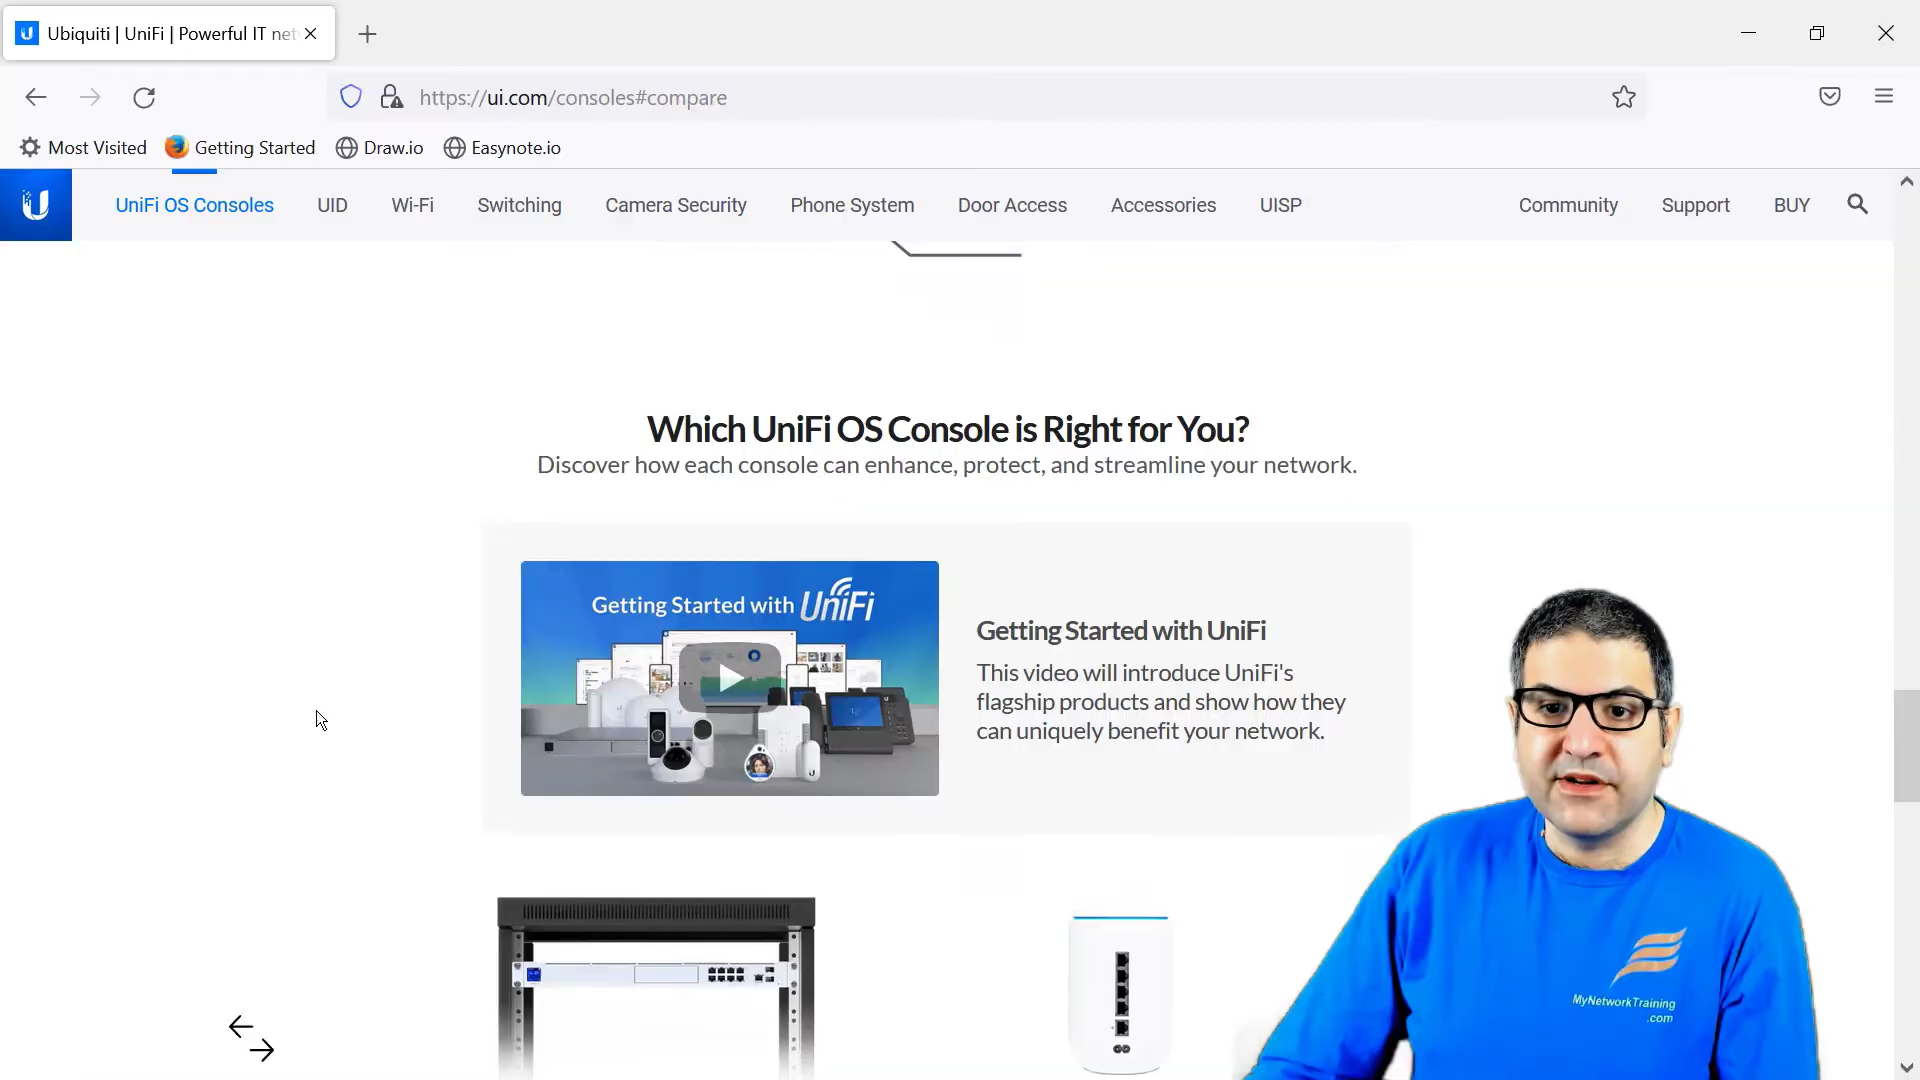 Ubiquiti | UniFi | Powerful IT net
https://ui.com/consoles#compare
Most Visited
Getting Started
Draw.io
Easynote.io
UniFi OS Consoles
UID
Wi-Fi
Switching
Camera Security
Phone System
Door Access
Accessories
UISP
Community
Support
BUY
Which UniFi OS Console is Right for You?
Discover how each console can enhance, protect, and streamline your network.
Getting Started with UniFi
Getting Started with UniFi
This video will introduce UniFi's
flagship products and show how they
can uniquely benefit your network.
MyNetworkTraining
.com